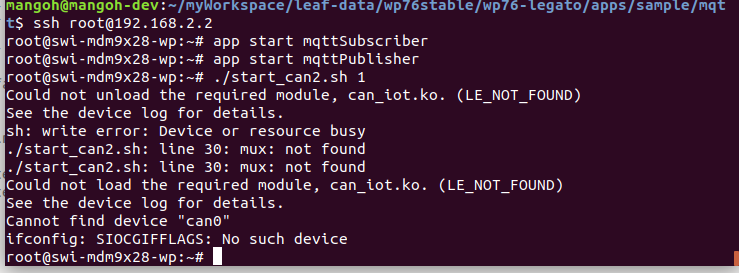 mangoh@mangoh-dev:~/myWorkspace/leaf-data/wp76stable/wp76-legato/apps/sample/mqt
t$ ssh root@192.168.2.2
root@swi-mdm9x28-wp:~# app start mqttSubscriber
root@swi-mdm9x28-wp:~# app start mqttPublisher
root@swi-mdm9x28-wp:~# ./start_can2.sh 1
Could not unload the required module, can_iot.ko. (LE_NOT_FOUND)
See the device log for details.
sh: write error: Device or resource busy
./start_can2.sh: line 30: mux: not found
./start_can2.sh: line 30: mux: not found
Could not load the required module, can_iot.ko. (LE_NOT_FOUND)
See the device log for details.
Cannot find device "can0"
ifconfig: SIOCGIFFLAGS: No such device
root@swi-mdm9x28-wp:~#